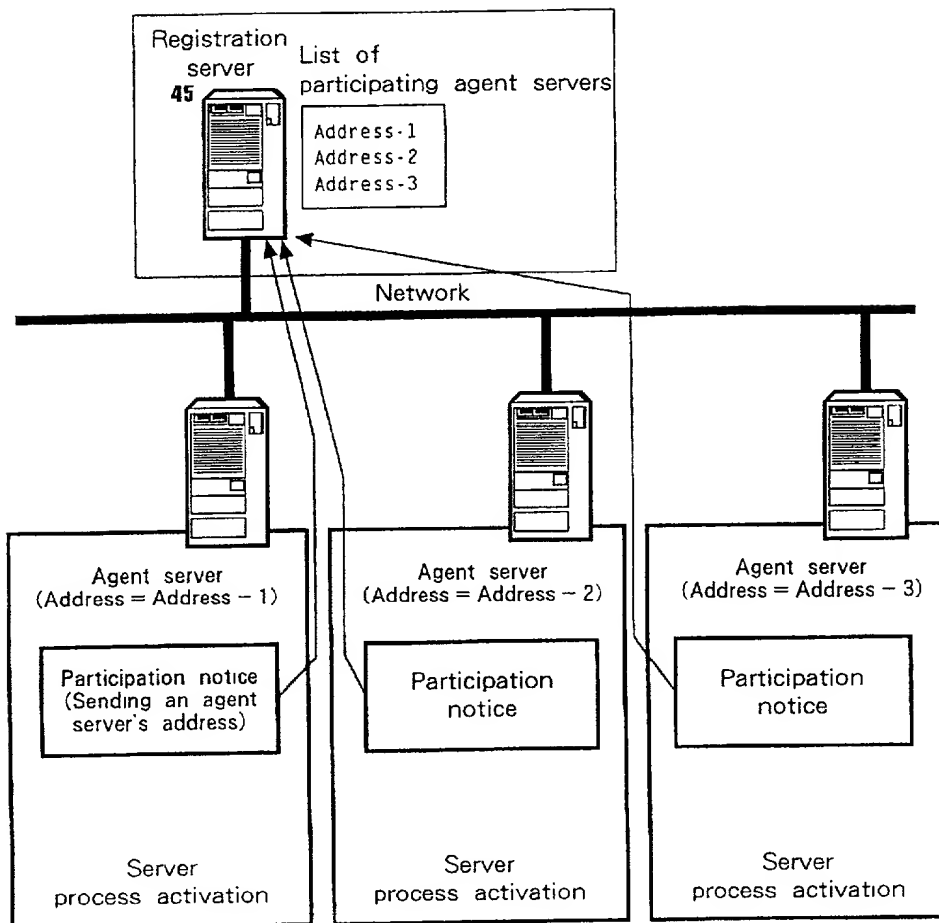 Registration
server
45
List of
participating agent servers
Address-1
Address-2
Address-3
Network
Agent server
(Address = Address − 1)
Agent server
(Address = Address − 2)
Agent server
(Address = Address − 3)
Participation notice
(Sending an agent
server's address)
Participation
notice
Participation
notice
Server
process activation
Server
process activation
Server
process activation